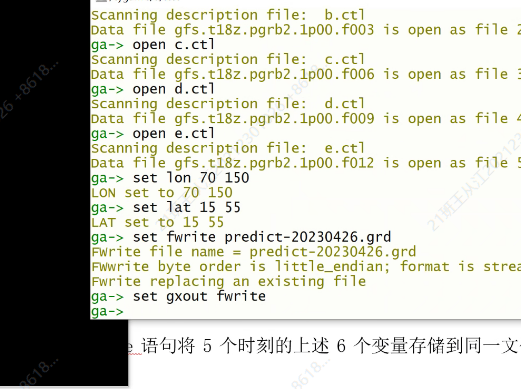 Scanning description file:  b.ctl
Data file gfs.t18z.pgrb2.1p00.f003 is open as file 2
ga-> open c.ctl
Scanning description file:  c.ctl
Data file gfs.t18z.pgrb2.1p00.f006 is open as file 3
ga-> open d.ctl
Scanning description file:  d.ctl
Data file gfs.t18z.pgrb2.1p00.f009 is open as file 4
ga-> open e.ctl
Scanning description file:  e.ctl
Data file gfs.t18z.pgrb2.1p00.f012 is open as file 5
ga-> set lon 70 150
LON set to 70 150
ga-> set lat 15 55
LAT set to 15 55
ga-> set fwrite predict-20230426.grd
FWrite file name = predict-20230426.grd
FWwrite byte order is little_endian; format is strea
Fwrite replacing an existing file
ga-> set gxout fwrite
ga->
e 语句将 5 个时刻的上述 6 个变量存储到同一文